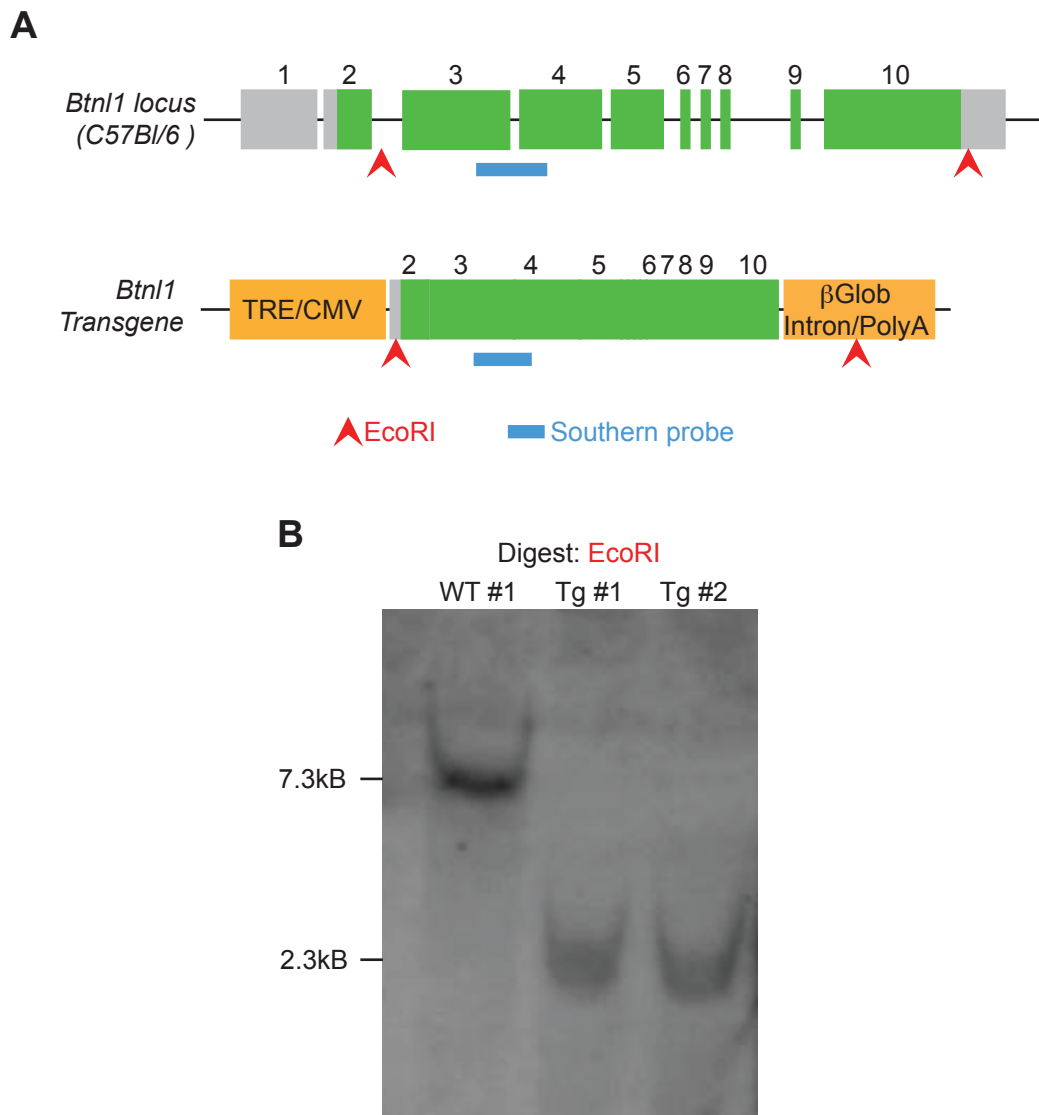 A
1 2 3 4 5 6 7 8 9 10
Btnl1 locus
(C57Bl/6 )
2 3 4 5 6 7 8 9 10
Btnl1
Transgene
TRE/CMV
βGlob
Intron/PolyA
EcoRI
Southern probe
B
Digest: EcoRI
WT #1 Tg #1 Tg #2
7.3kB
2.3kB